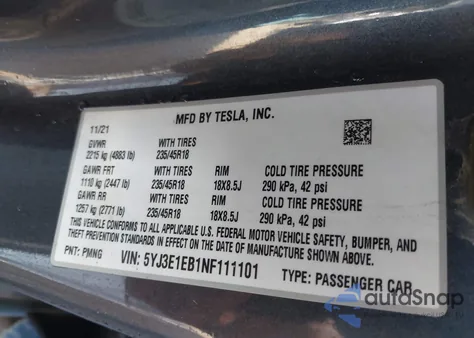 MFD BY TESLA, INC.
11/21
GVWR WITH TIRES
2215 kg (4883 lb) 235/45R18
GAWR FRT WITH TIRES RIM COLD TIRE PRESSURE
1110 kg (2447 lb) 235/45R18 18X8.5J 290 kPa, 42 psi
GAWR RR WITH TIRES RIM COLD TIRE PRESSURE
1257 kg (2771 lb) 235/45R18 18X8.5J 290 kPa, 42 psi
THIS VEHICLE CONFORMS TO ALL APPLICABLE U.S. FEDERAL MOTOR VEHICLE SAFETY, BUMPER, AND
THEFT PREVENTION STANDARDS IN EFFECT ON THE DATE OF MANUFACTURE SHOWN ABOVE.
PNT: PMNG VIN: 5YJ3E1EB1NF111101 TYPE: PASSENGER CAR
autoSnap